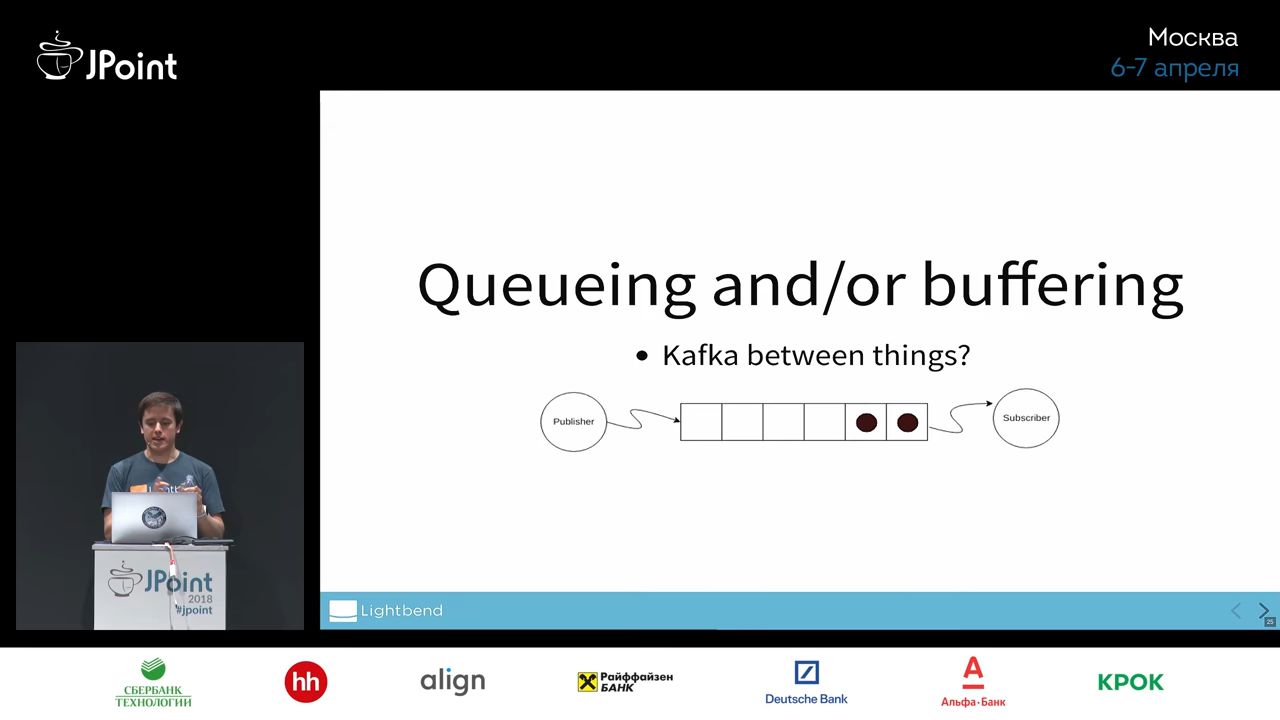 JPoint
Москва
6-7 апреля
Queueing and/or buffering
• Kafka between things?
Publisher
Subscriber
JPoint
2018
#jpoint
Lightbend
25
СБЕРБАНК
ТЕХНОЛОГИИ
hh
align
Райффайзен
БАНК
Deutsche Bank
А
Альфа·Банк
КРОК